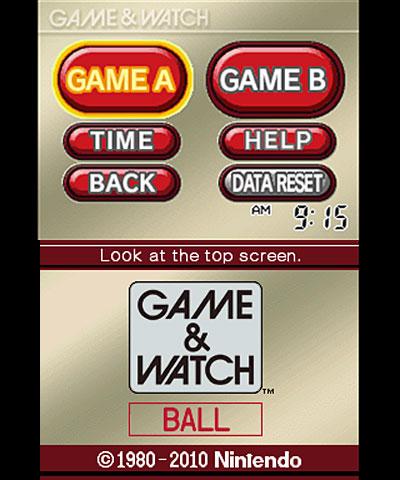 GAME&WATCH
GAME A GAME B
TIME HELP
BACK DATA RESET
AM 9:15
Look at the top screen.
GAME
&
WATCH
™
BALL
©1980-2010 Nintendo